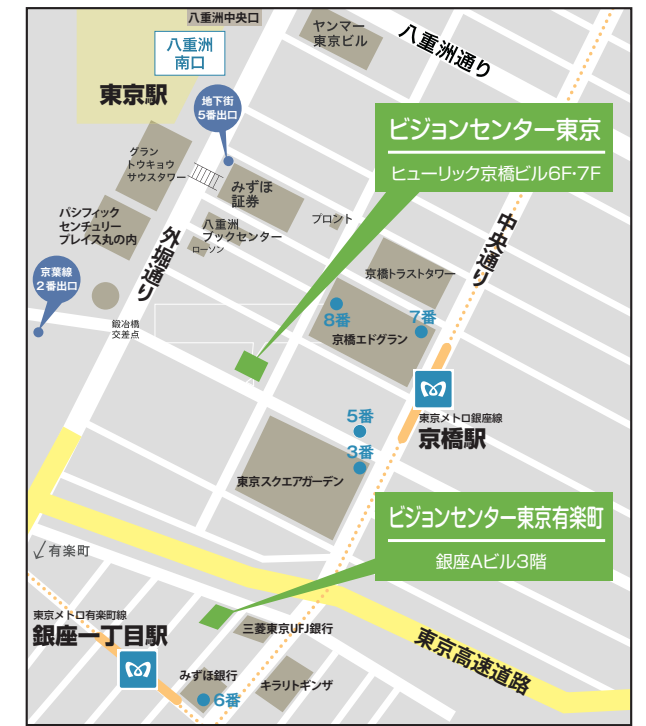 八重洲中央口
八重洲
南口
東京駅
ヤンマー
東京ビル
八重洲通り
地下街
5番出口
ビジョンセンター東京
ヒューリック京橋ビル6F・7F
グラン
トウキョウ
サウスタワー
みずほ
証券
パシフィック
センチュリー
プレイス丸の内
八重洲
ブックセンター
ローソン
プロント
外堀通り
中央通り
京橋トラストタワー
京葉線
2番出口
鍛冶橋
交差点
8番
7番
京橋エドグラン
東京メトロ銀座線
京橋駅
5番
3番
東京スクエアガーデン
ビジョンセンター東京有楽町
銀座Aビル3階
有楽町
東京メトロ有楽町線
銀座一丁目駅
三菱東京UFJ銀行
みずほ銀行
6番
キラリトギンザ
東京高速道路